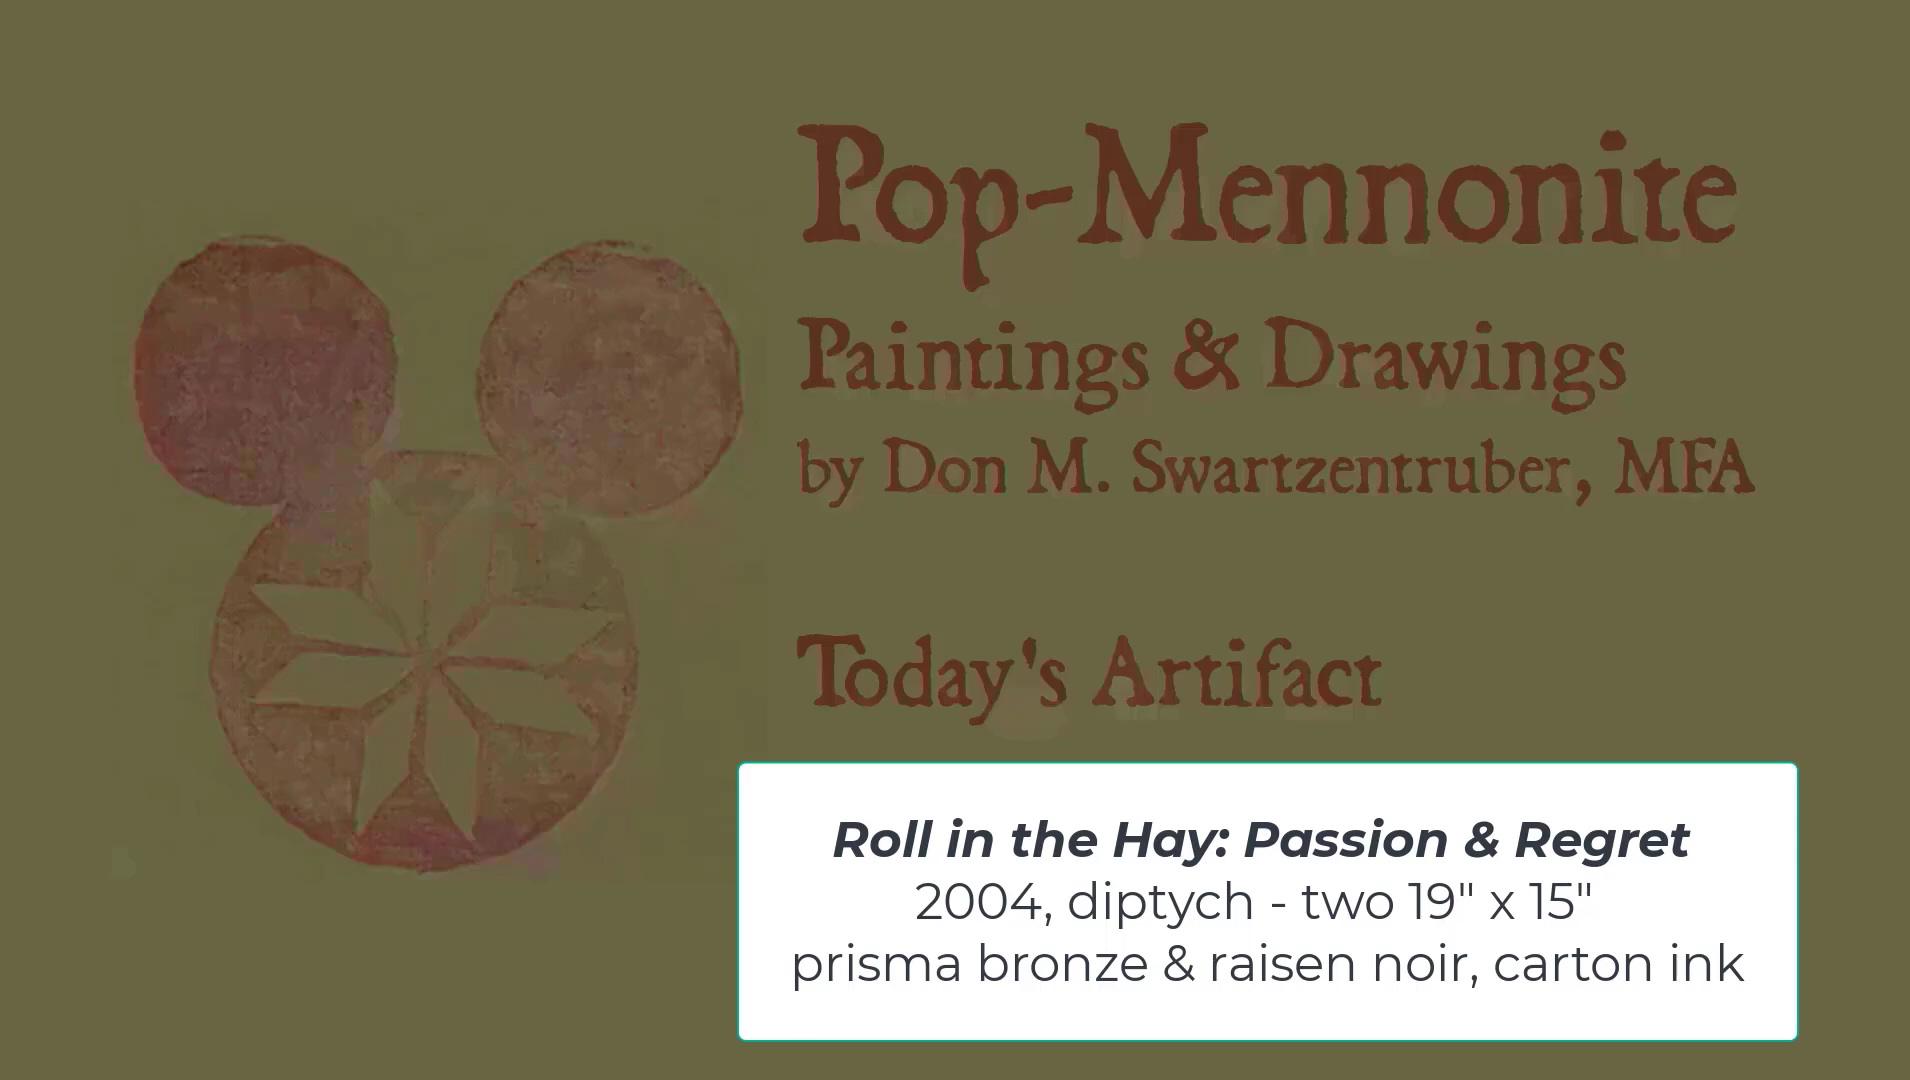 Pop-Mennonite
Paintings & Drawings
by Don M. Swartzentruber, MFA
Today's Artifact
Roll in the Hay: Passion & Regret
2004, diptych - two 19" x 15"
prisma bronze & raisen noir, carton ink